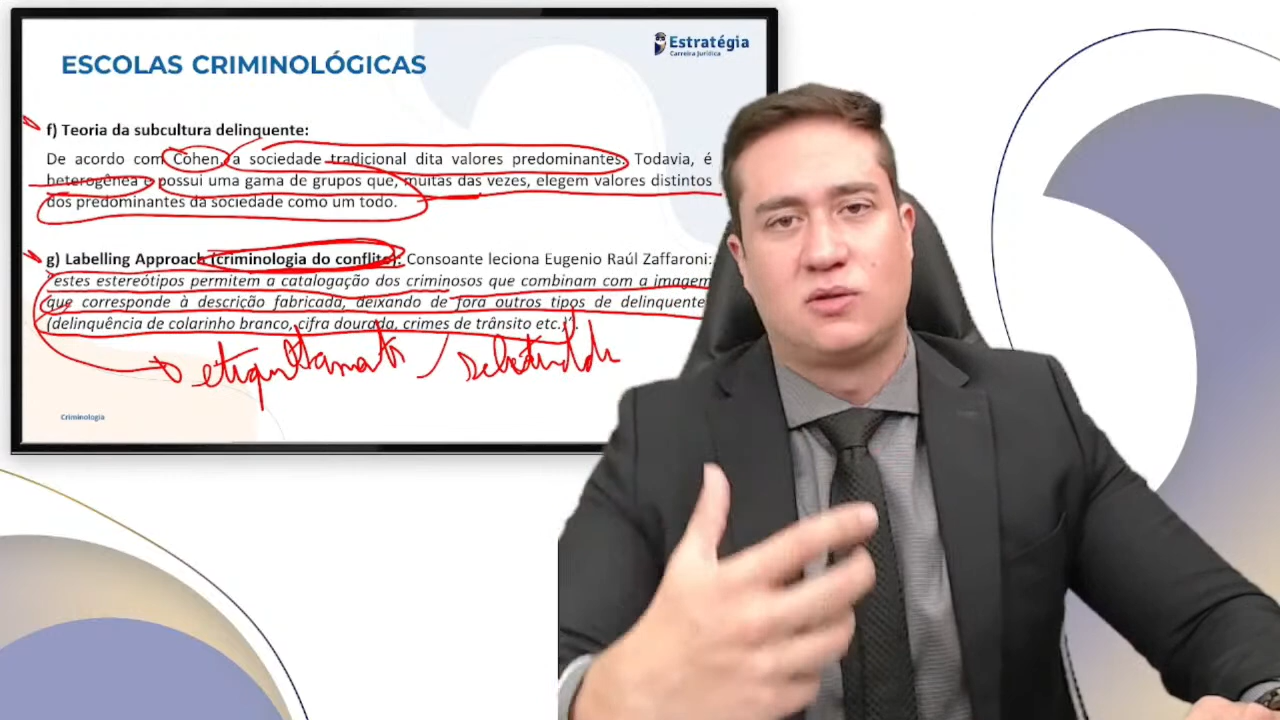 Estratégia
Carreira Jurídica
ESCOLAS CRIMINOLÓGICAS
f) Teoria da subcultura delinquente:
De acordo com Cohen, a sociedade tradicional dita valores predominantes. Todavia, é
heterogênea e possui uma gama de grupos que, muitas das vezes, elegem valores distintos
dos predominantes da sociedade como um todo.
g) Labelling Approach (criminologia do conflito): Consoante leciona Eugenio Raúl Zaffaroni:
"estes estereótipos permitem a catalogação dos criminosos que combinam com a imagem
que corresponde à descrição fabricada, deixando de fora outros tipos de delinquente
(delinquência de colarinho branco, cifra dourada, crimes de trânsito etc.)".
Criminologia